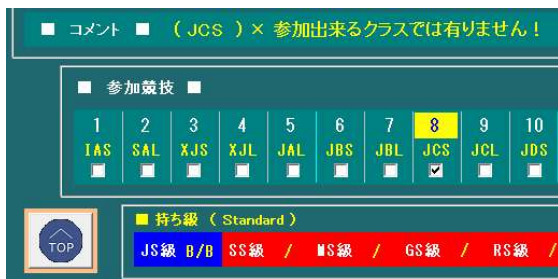 ■ コメント ■ ( JCS ) × 参加出来るクラスでは有りません！
■ 参加競技 ■
1 2 3 4 5 6 7 8 9 10
IAS SAL XJS XJL JAL JBS JBL JCS JCL JDS
■ 持ち級 ( Standard )
TOP
JS級 B/B SS級 / MS級 / GS級 / RS級 /